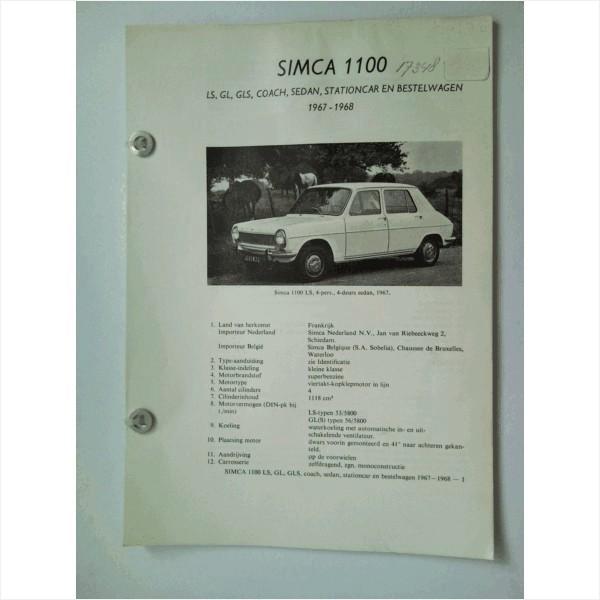 SIMCA 1100 17348
LS, GL, GLS, COACH, SEDAN, STATIONCAR EN BESTELWAGEN
1967 - 1968
Simca 1100 LS, 4-pers., 4-deurs sedan, 1967.
1. Land van herkomst Frankrijk
Importeur Nederland Simca Nederland N.V., Jan van Riebeeckweg 2,
Schiedam.
Importeur België Simca Belgique (S.A. Sobelia), Chaussee de Bruxelles,
Waterloo
2. Type-aanduiding zie Identificatie
3. Klasse-indeling kleine klasse
4. Motorbrandstof superbenzine
5. Motortype viertakt-kopklepmotor in lijn
6. Aantal cilinders 4
7. Cilinderinhoud 1118 cm³
8. Motorvermogen (DIN-pk bij
t./min) LS-typen 53/5800
GL(S) typen 56/5800
9. Koeling waterkoeling met automatische in- en uit-
schakelende ventilator.
10. Plaatsing motor dwars voorin gemonteerd en 41° naar achteren gekan-
teld.
11. Aandrijving op de voorwielen
12. Carrosserie zelfdragend, zgn. monoconstructie
SIMCA 1100 LS, GL, GLS, coach, sedan, stationcar en bestelwagen 1967-1968 — 1